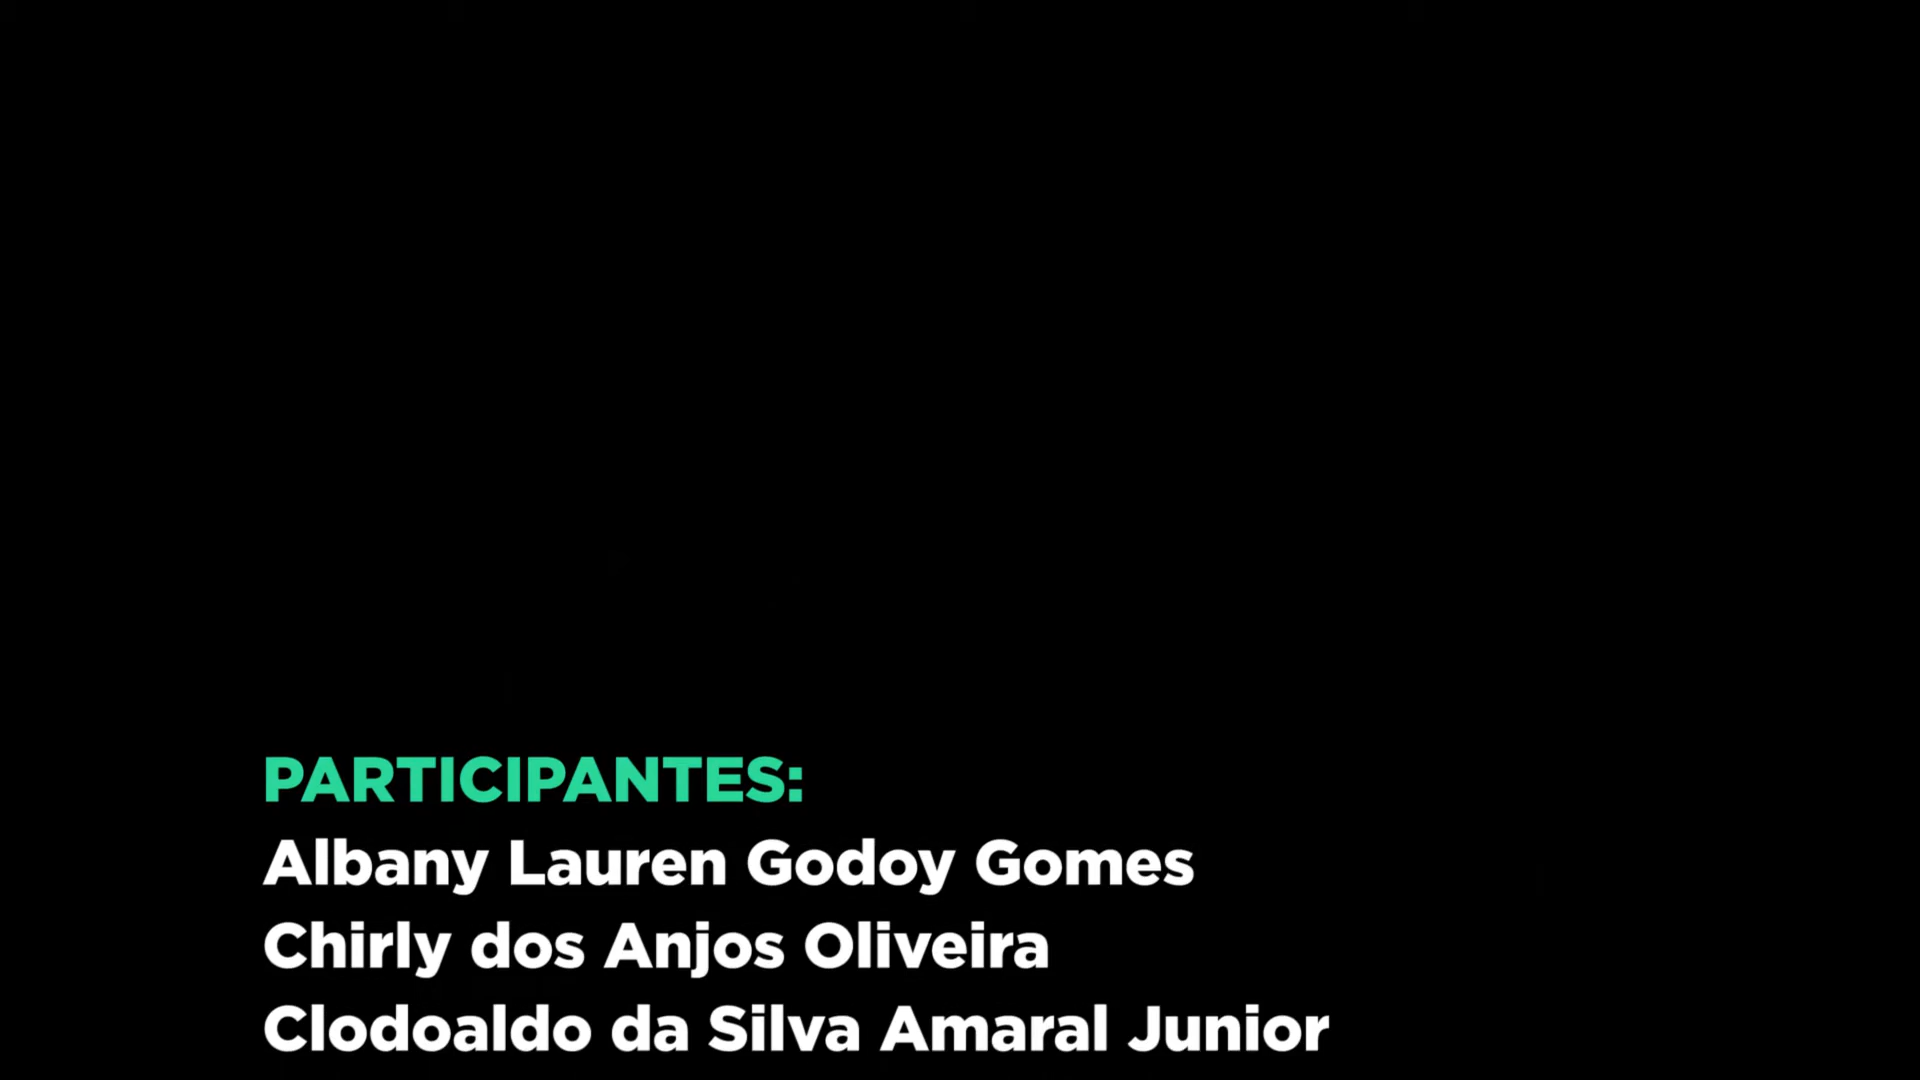 PARTICIPANTES:
Albany Lauren Godoy Gomes
Chirly dos Anjos Oliveira
Clodoaldo da Silva Amaral Junior